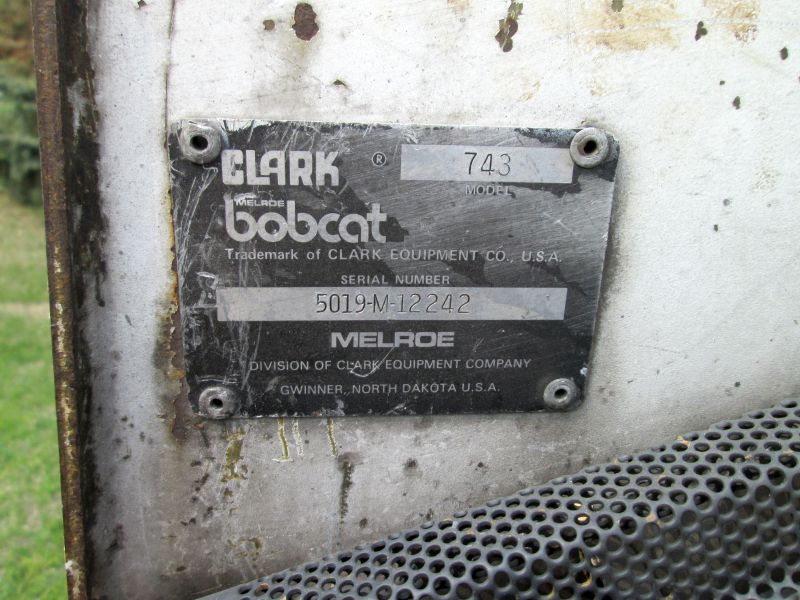 CLARK ® 743
MODEL
MELROE
bobcat
Trademark of CLARK EQUIPMENT CO., U.S.A.
SERIAL NUMBER
5019-M-12242
MELROE
DIVISION OF CLARK EQUIPMENT COMPANY
GWINNER, NORTH DAKOTA U.S.A.